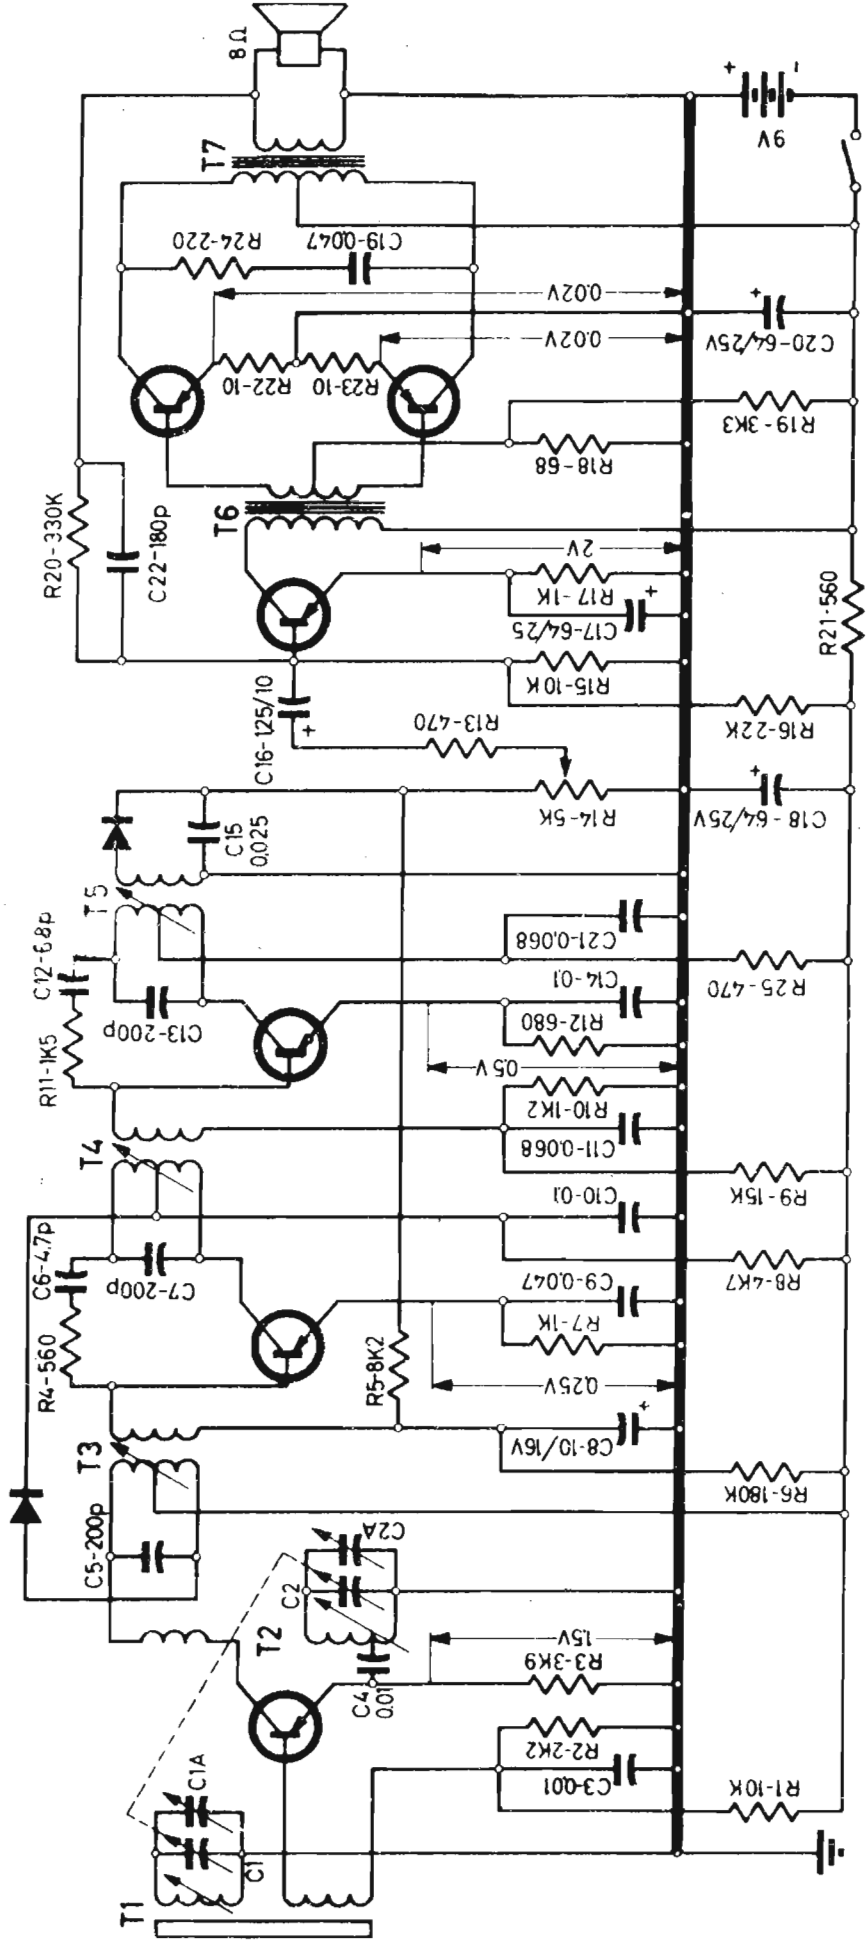 T1
C1
C1A
T2
C4
0.01
C2
C2A
C5-200p
T3
R4-560
C6-4.7p
C7-200p
T4
R11-1K5
C12-6.8p
C13-200p
T5
C15
0.025
C16-1.25/10
R13-470
R20-330K
C22-180p
T6
T7
8Ω
R24-220
C19-0.047
R22-10
R23-10
0.02V
0.02V
R18-68
2V
R17-1K
C17-64/25
R15-10K
R14-5K
C21-0.068
C14-0.1
R12-680
0.5V
R10-1K2
C11-0.068
C10-0.1
C9-0.047
R7-1K
0.25V
R5-8K2
C8-10/16V
+
1.5V
R3-3K9
R2-2K2
C3-0.01
R1-10K
R6-180K
R8-4K7
R9-15K
R25-470
C18-64/25V
+
R16-22K
R21-560
R19-3K3
C20-64/25V
+
9V
+
-
+
+